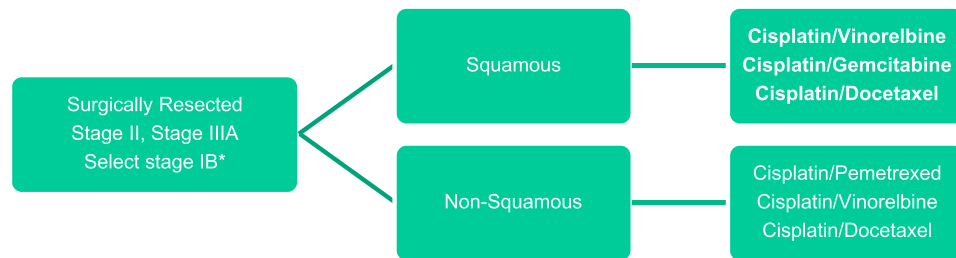 Surgically Resected
Stage II, Stage IIIA
Select stage IB*
Squamous
Cisplatin/Vinorelbine
Cisplatin/Gemcitabine
Cisplatin/Docetaxel
Non-Squamous
Cisplatin/Pemetrexed
Cisplatin/Vinorelbine
Cisplatin/Docetaxel